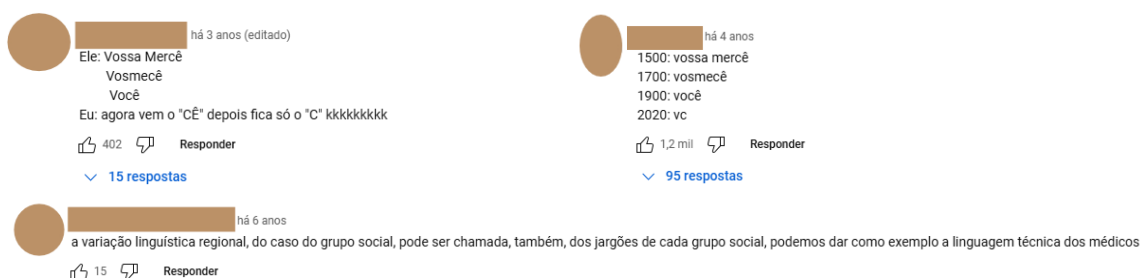 há 3 anos (editado)
Ele: Vossa Mercê
Vosmecê
Você
Eu: agora vem o "CÊ" depois fica só o "C" kkkkkkkkk
402 Responder
15 respostas
há 4 anos
1500: vossa mercê
1700: vosmecê
1900: você
2020: vc
1,2 mil Responder
95 respostas
há 6 anos
a variação linguística regional, do caso do grupo social, pode ser chamada, também, dos jargões de cada grupo social, podemos dar como exemplo a linguagem técnica dos médicos
15 Responder